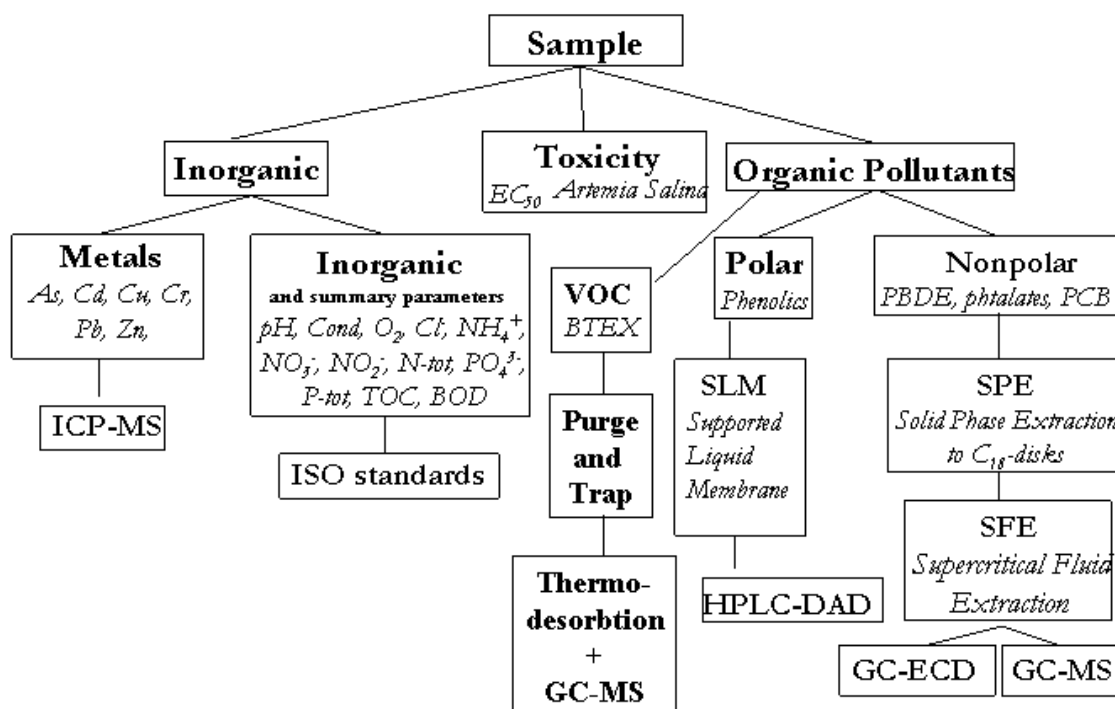 Sample
Inorganic
Toxicity
EC₅₀ Artemia Salina
Organic Pollutants
Metals
As, Cd, Cu, Cr,
Pb, Zn,
ICP-MS
Inorganic
and summary parameters
pH, Cond, O₂, Cl⁻, NH₄⁺,
NO₃⁻, NO₂⁻, N-tot, PO₄³⁻,
P-tot, TOC, BOD
ISO standards
VOC
BTEX
Purge
and
Trap
Thermo-
desorbtion
+
GC-MS
Polar
Phenolics
SLM
Supported
Liquid
Membrane
HPLC-DAD
Nonpolar
PBDE, phtalates, PCB
SPE
Solid Phase Extraction
to C₁₈-disks
SFE
Supercritical Fluid
Extraction
GC-ECD
GC-MS